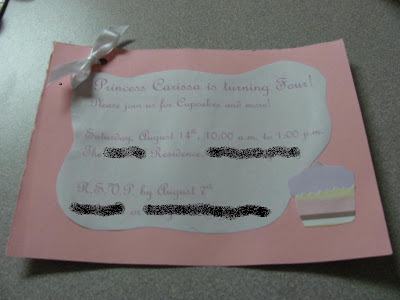 Princess Carissa is turning Four!
Please join us for Cupcakes and more!
Saturday, August 14th, 10:00 a.m. to 1:00 p.m.
The Residence,
R.S.V.P. by August 7th
or